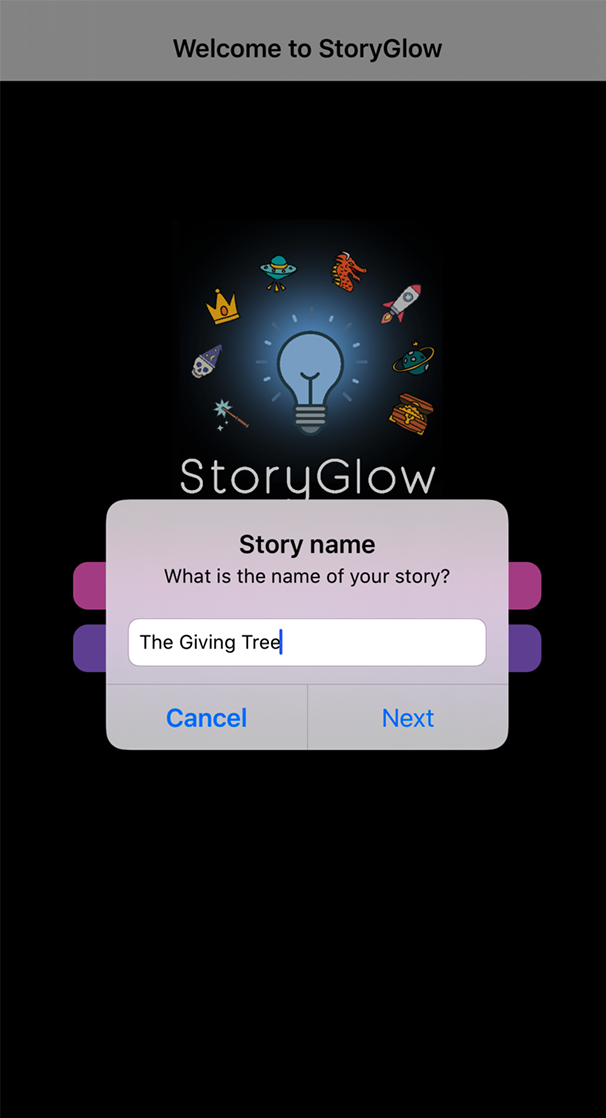 Welcome to StoryGlow
StoryGlow
Story name
What is the name of your story?
The Giving Tree
Cancel
Next